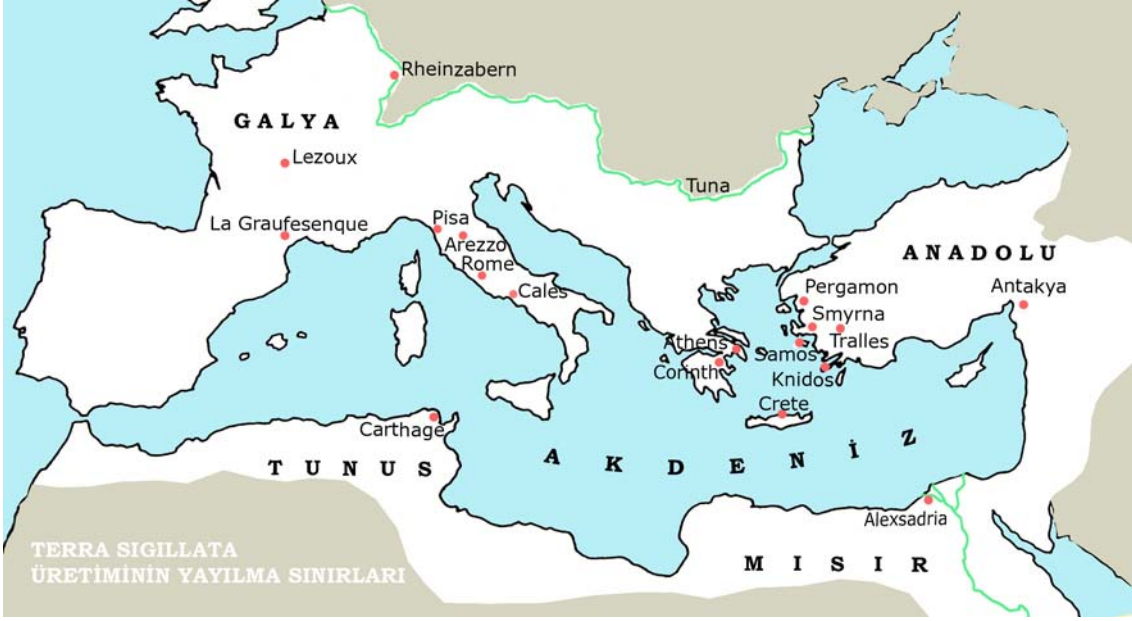 Rheinzabern
GALYA
Lezoux
Tuna
La Graufesenque
Pisa
Arezzo
Rome
Cales
ANADOLU
Pergamon
Antakya
Smyrna
Tralles
Athens
Samos
Corinth
Knidos
Crete
Carthage
TUNUS
AKDENİZ
Alexsadria
MISIR
TERRA SIGILLATA
ÜRETİMİNİN YAYILMA SINIRLARI